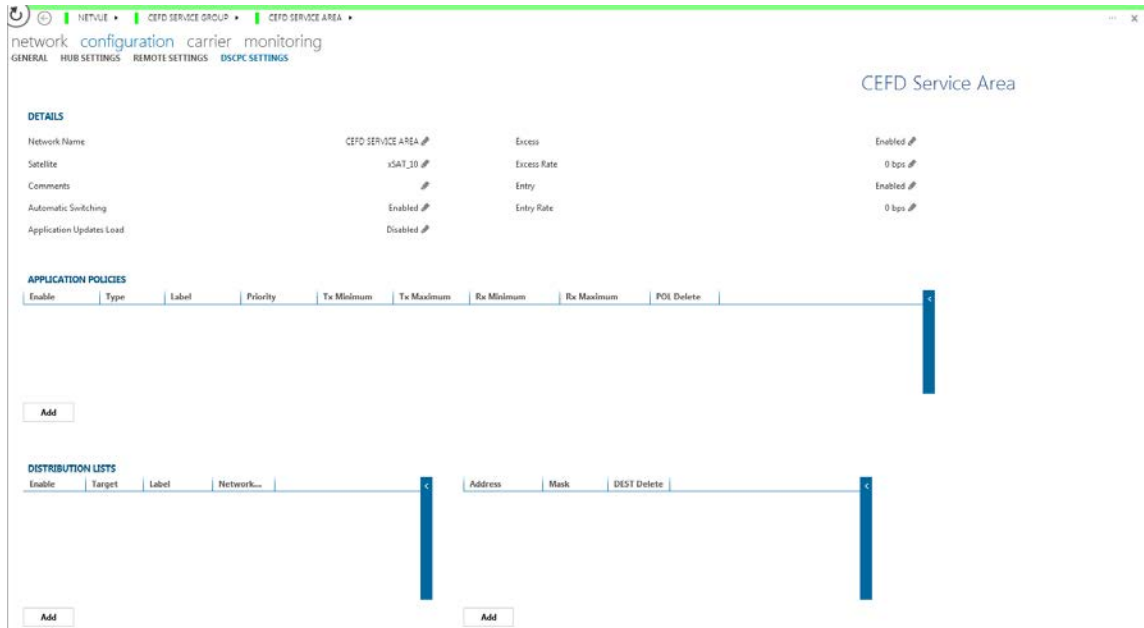 NETVUE CEFD SERVICE GROUP CEFD SERVICE AREA
network configuration carrier monitoring
GENERAL HUB SETTINGS REMOTE SETTINGS DSCPC SETTINGS
CEFD Service Area
DETAILS
Network Name CEFD SERVICE AREA Excess Enabled
Satellite xSAT_10 Excess Rate 0 bps
Comments Entry Enabled
Automatic Switching Enabled Entry Rate 0 bps
Application Updates Load Disabled
APPLICATION POLICIES
Enable Type Label Priority Tx Minimum Tx Maximum Rx Minimum Rx Maximum POL Delete
Add
DISTRIBUTION LISTS
Enable Target Label Network... Address Mask DEST Delete
Add Add